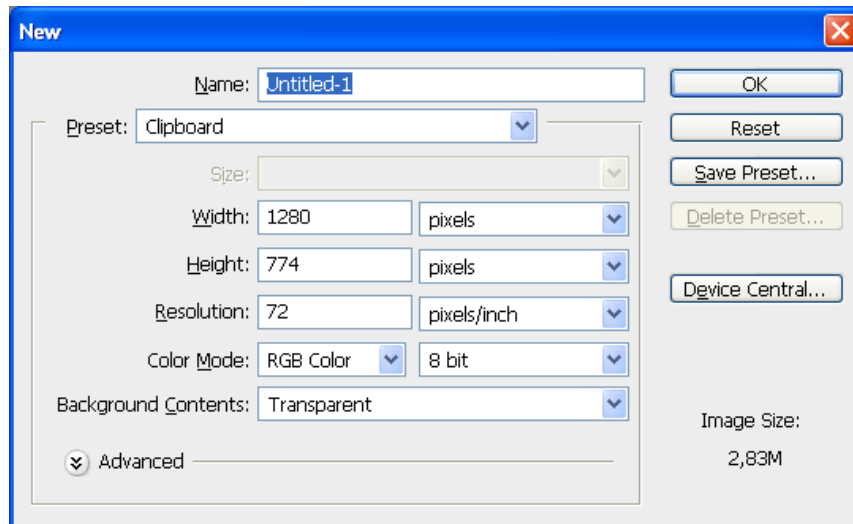 New
Name: Untitled-1
OK
Preset: Clipboard
Reset
Size:
Save Preset...
Width: 1280 pixels
Delete Preset...
Height: 774 pixels
Device Central...
Resolution: 72 pixels/inch
Color Mode: RGB Color 8 bit
Background Contents: Transparent
Image Size:
Advanced
2,83M